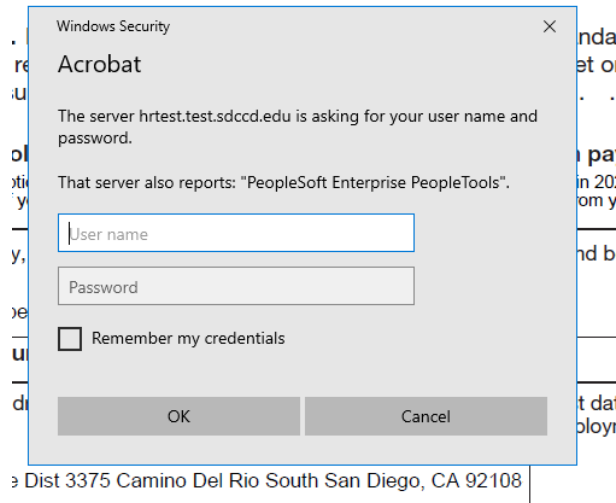 Windows Security
Acrobat
The server hrtest.test.sdccd.edu is asking for your user name and
password.
That server also reports: "PeopleSoft Enterprise PeopleTools".
User name
Password
Remember my credentials
OK
Cancel
e Dist 3375 Camino Del Rio South San Diego, CA 92108